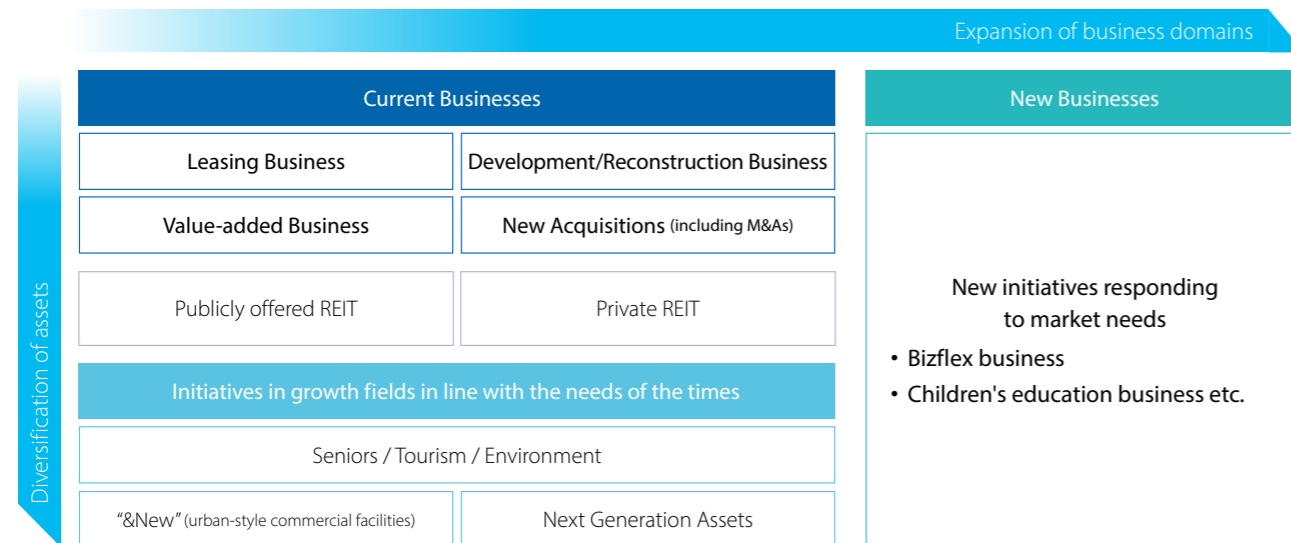 Expansion of business domains
Diversification of assets
Current Businesses
Leasing Business
Development/Reconstruction Business
Value-added Business
New Acquisitions (including M&As)
Publicly offered REIT
Private REIT
Initiatives in growth fields in line with the needs of the times
Seniors / Tourism / Environment
“&New” (urban-style commercial facilities)
Next Generation Assets
New Businesses
New initiatives responding
to market needs
• Bizflex business
• Children's education business etc.